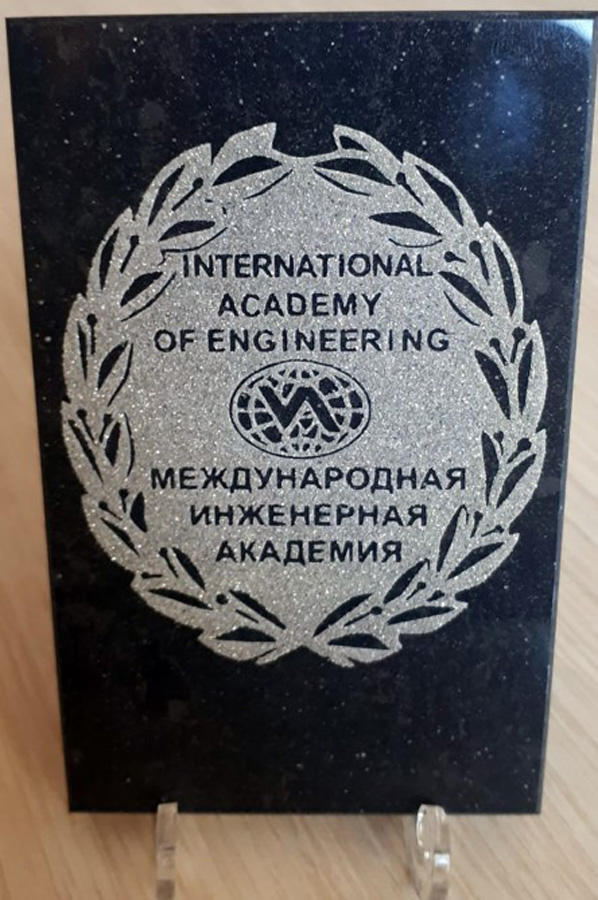 INTERNATIONAL
ACADEMY
OF ENGINEERING
МЕЖДУНАРОДНАЯ
ИНЖЕНЕРНАЯ
АКАДЕМИЯ